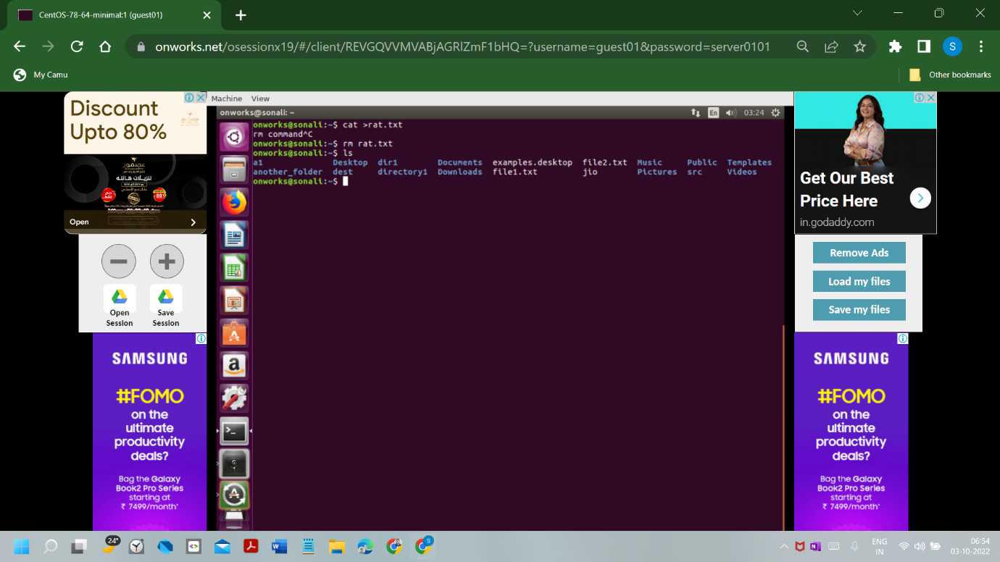 CentOS-78-64-minimal:1 (guest01)
onworks.net/osessionx19/#/client/REVGQVVMVABjAGRlZmF1bHQ=?username=guest01&password=server0101
S
My Camu
Other bookmarks
Discount
Upto 80%
عصفور
تنزيلات هائلة
Open
Open
Session
Save
Session
SAMSUNG
#FOMO
on the
ultimate
productivity
deals?
Bag the Galaxy
Book2 Pro Series
starting at
₹ 7499/month*
Machine View
onworks@sonali: ~
En
03:24
onworks@sonali:~$ cat >rat.txt
rm command^C
onworks@sonali:~$ rm rat.txt
onworks@sonali:~$ ls
a1 Desktop dir1 Documents examples.desktop file2.txt Music Public Templates
another_folder dest directory1 Downloads file1.txt jio Pictures src Videos
onworks@sonali:~$
Get Our Best
Price Here
in.godaddy.com
Remove Ads
Load my files
Save my files
SAMSUNG
#FOMO
on the
ultimate
productivity
deals?
Bag the Galaxy
Book2 Pro Series
starting at
₹ 7499/month*
24°
ENG
IN
06:54
03-10-2022